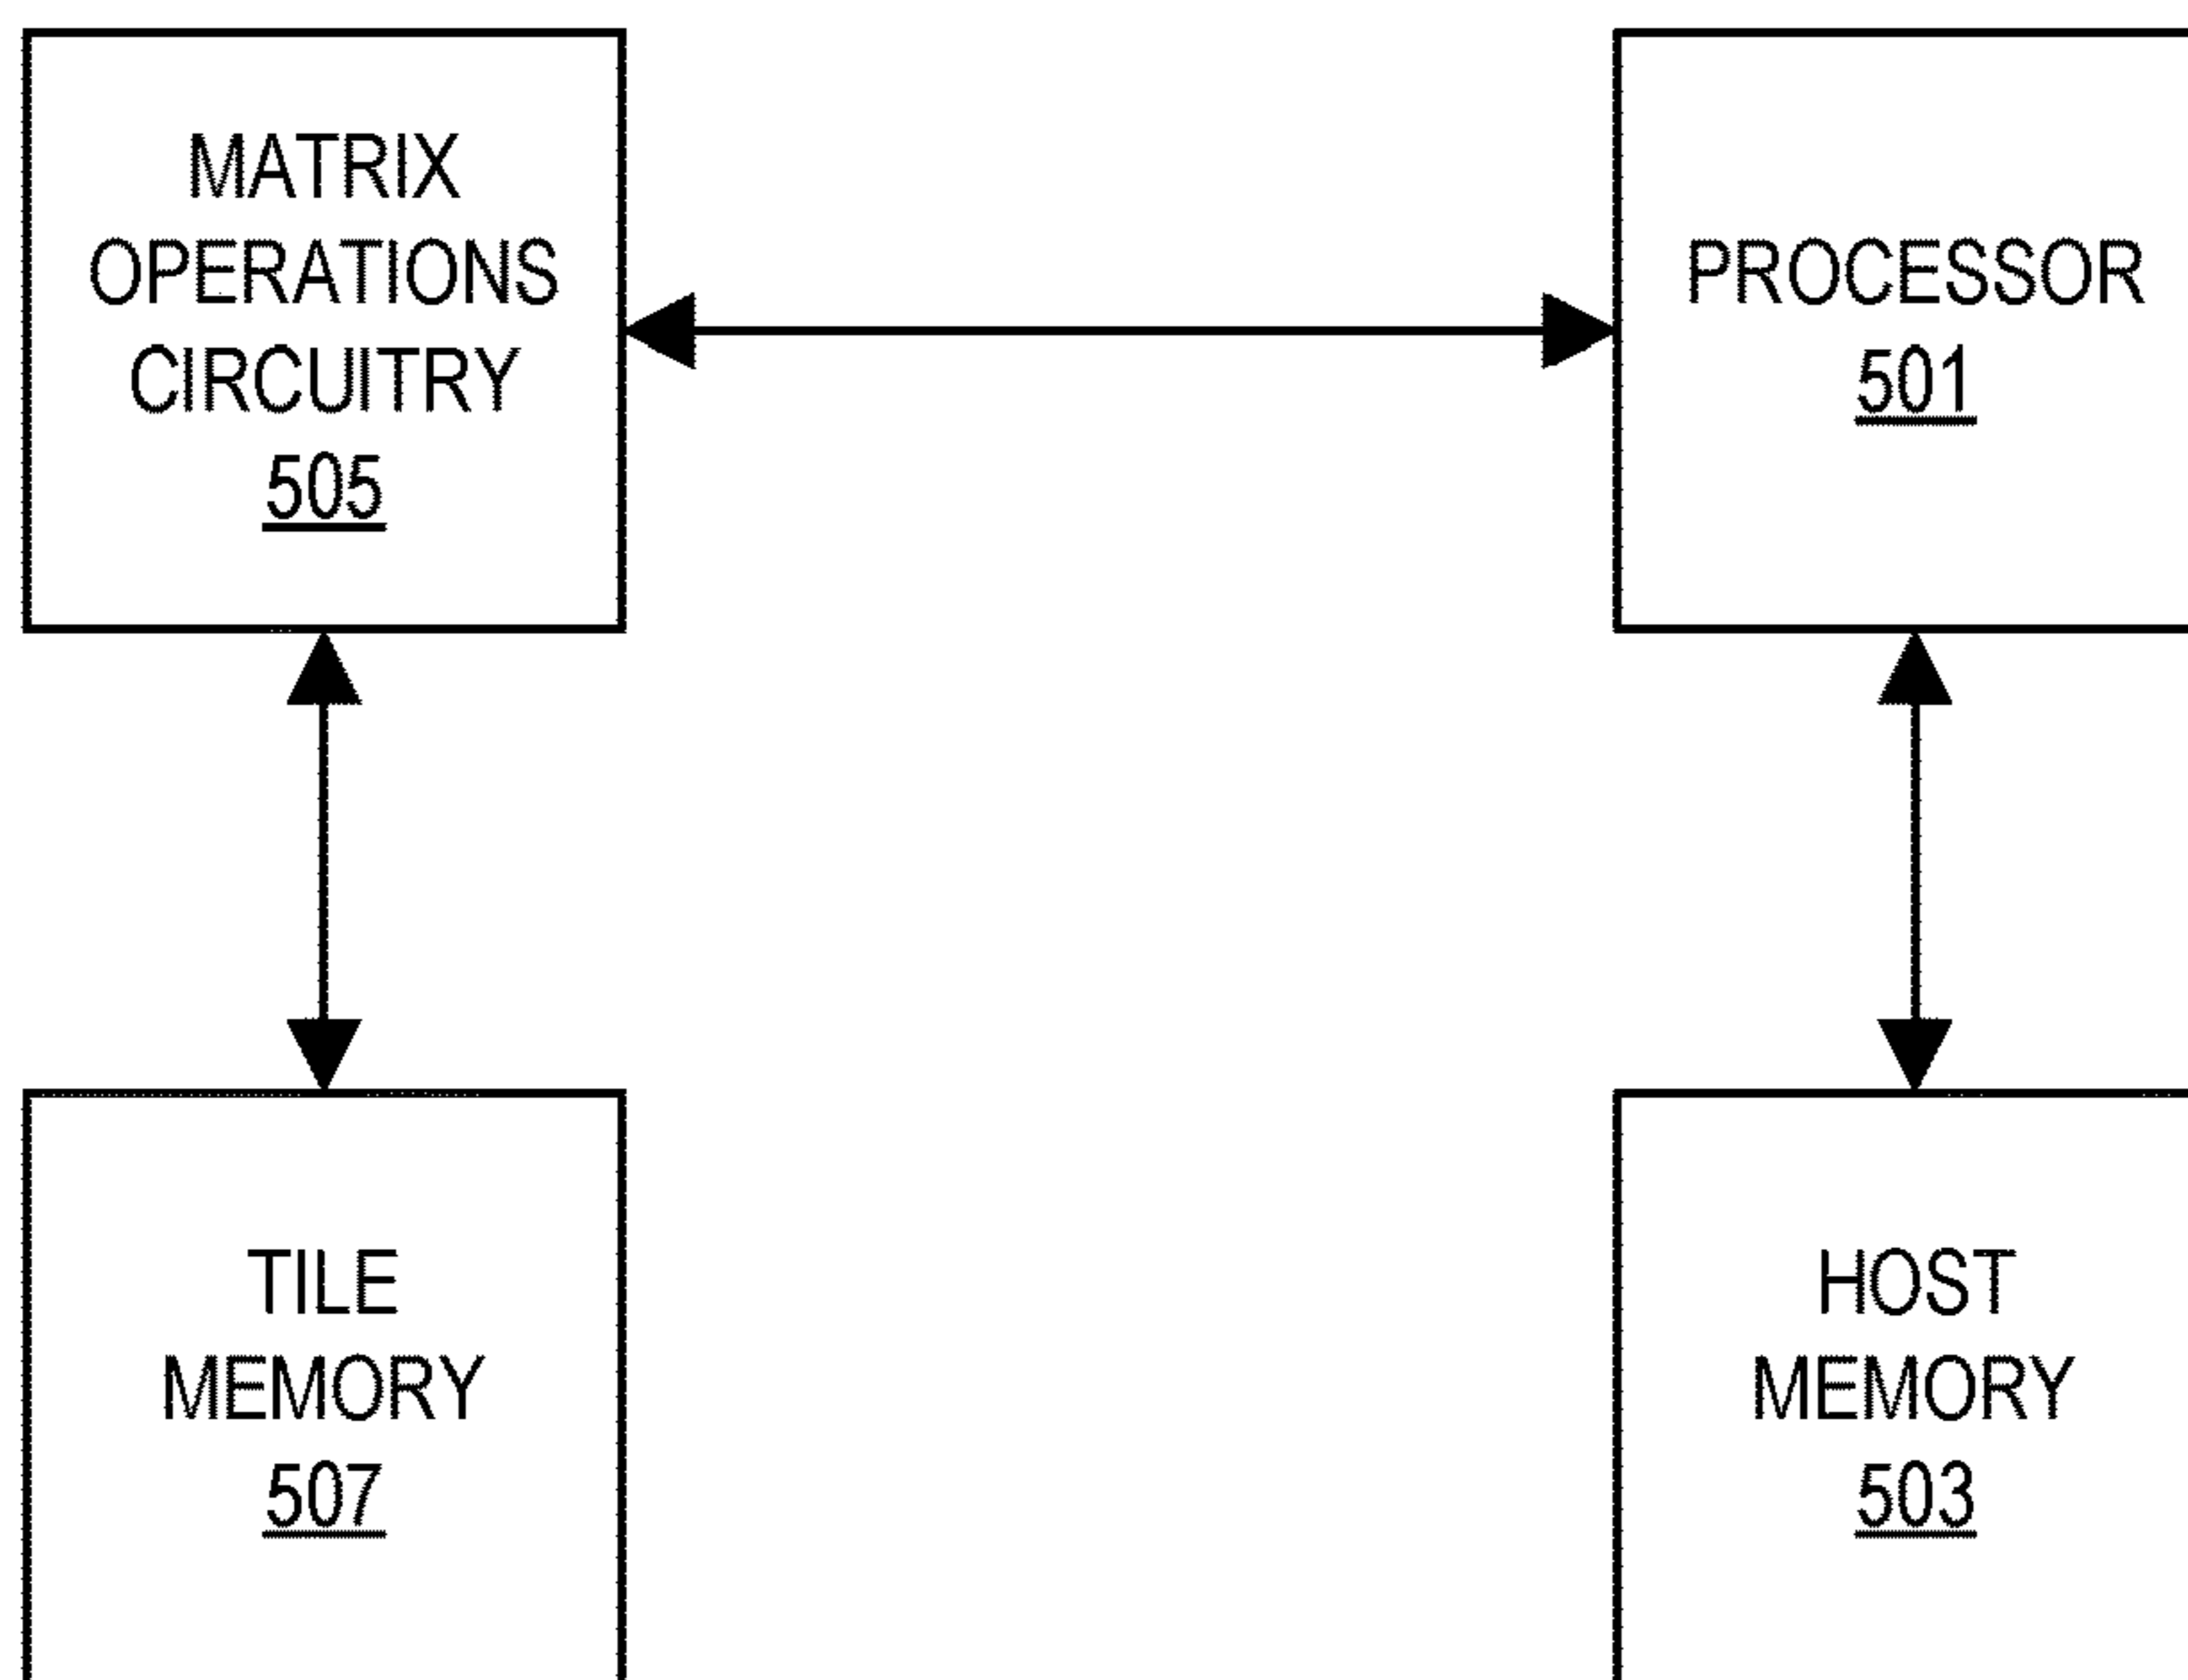 MATRIX
OPERATIONS
CIRCUITRY
505
PROCESSOR
501
TILE
MEMORY
507
HOST
MEMORY
503